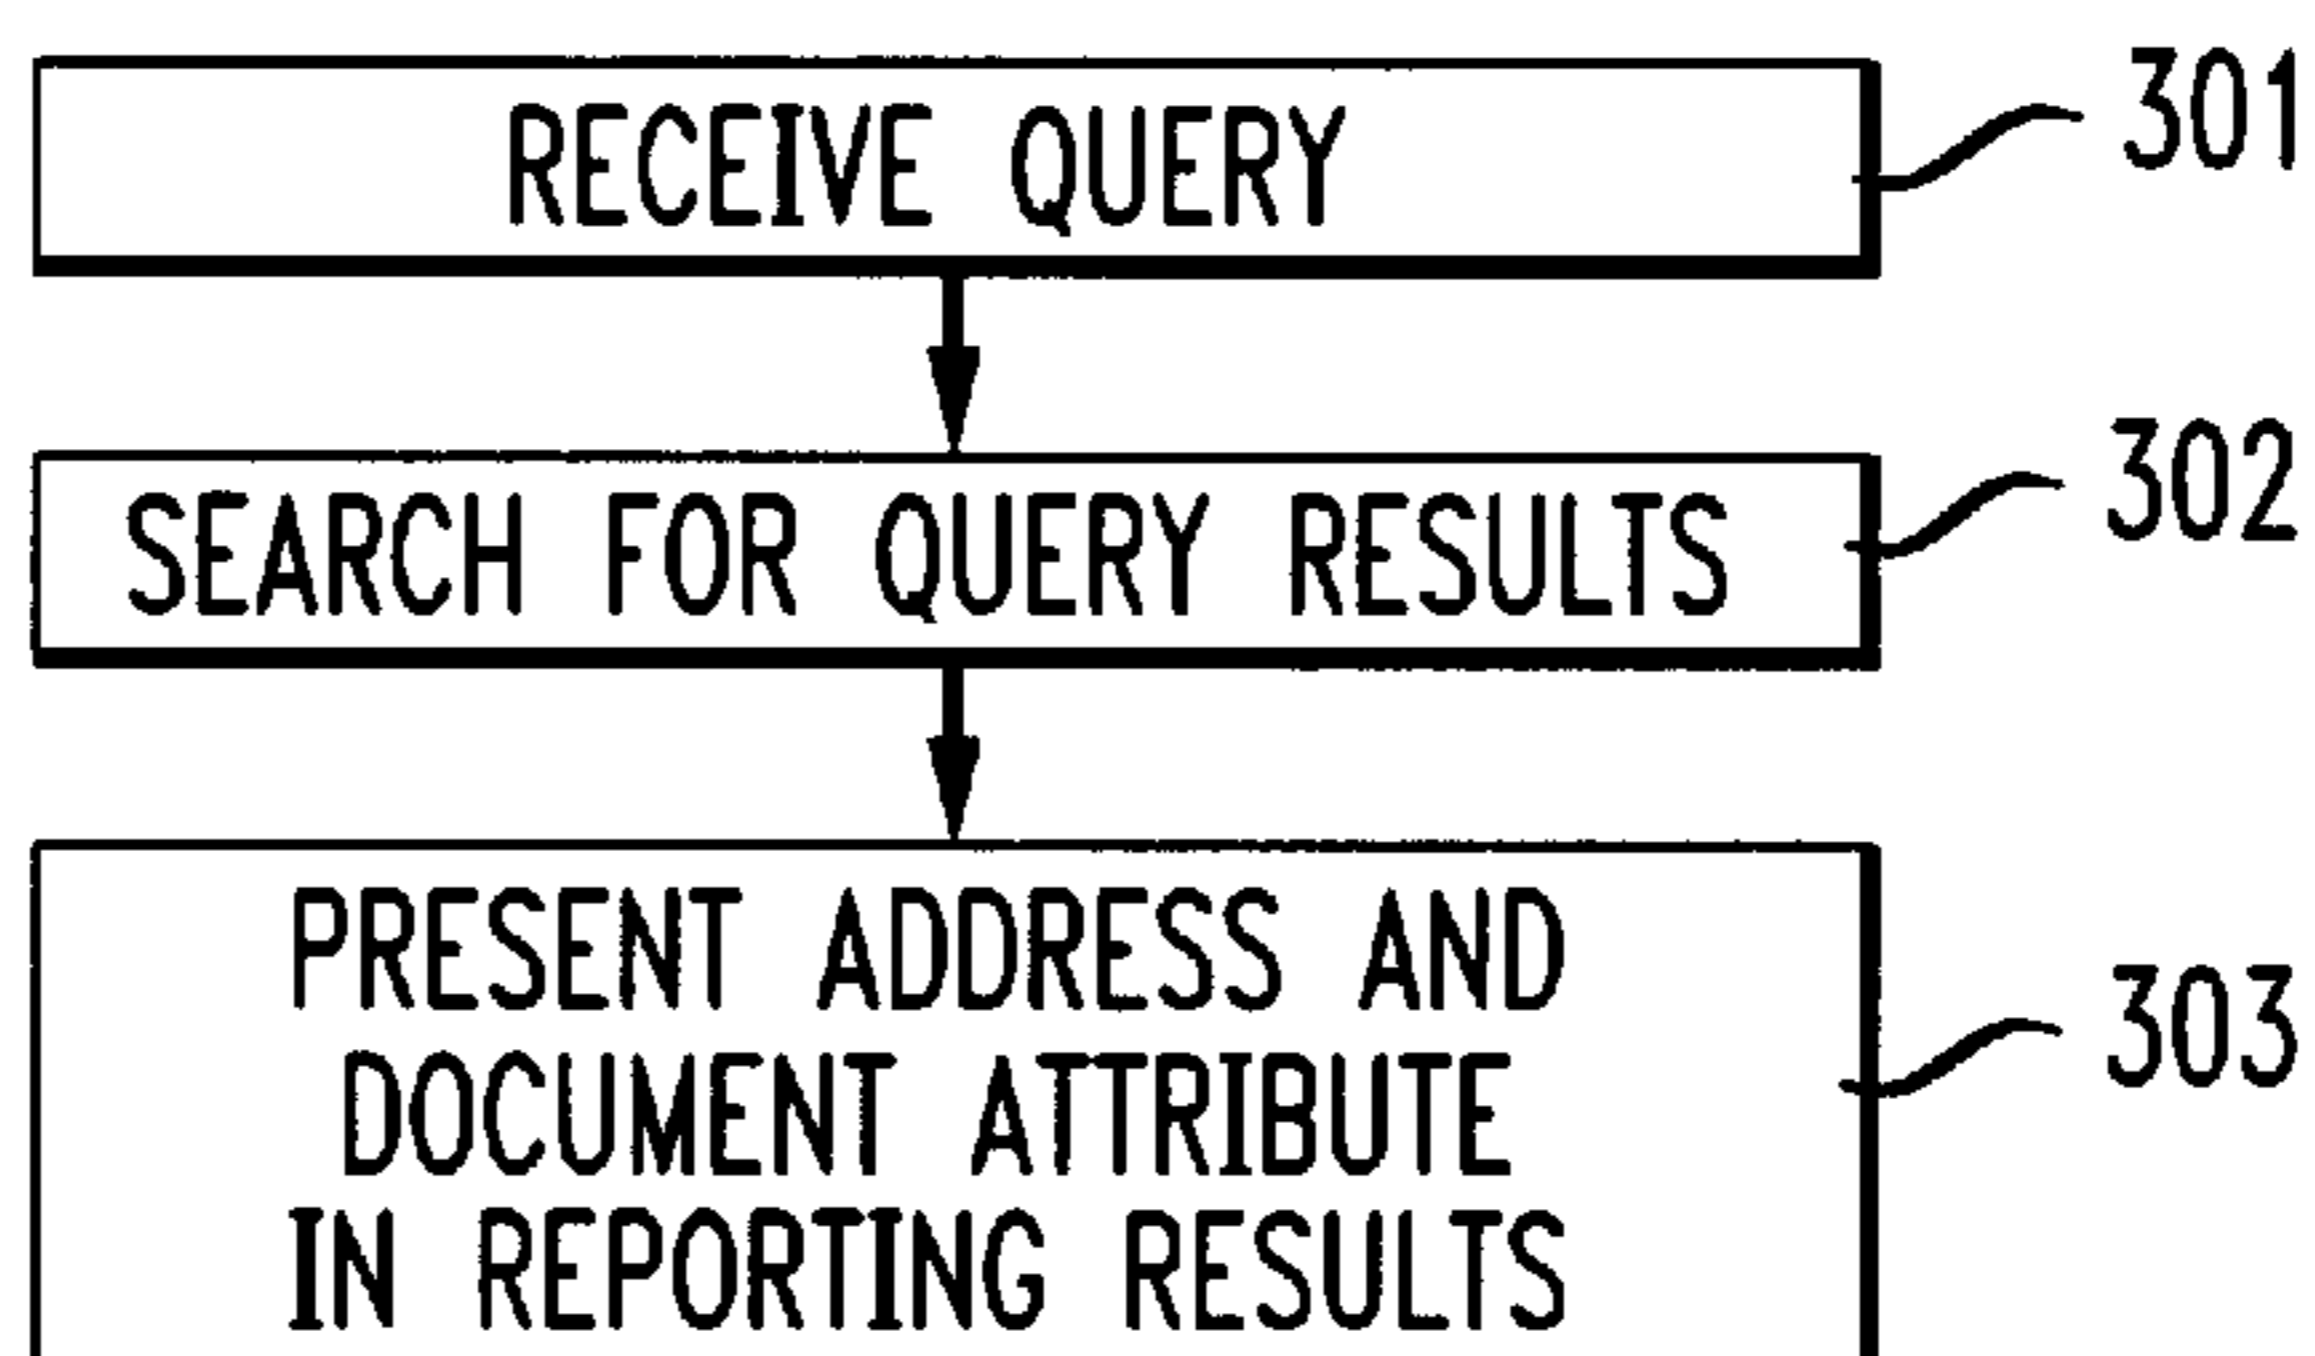 RECEIVE QUERY
301
SEARCH FOR QUERY RESULTS
302
PRESENT ADDRESS AND
DOCUMENT ATTRIBUTE
IN REPORTING RESULTS
303